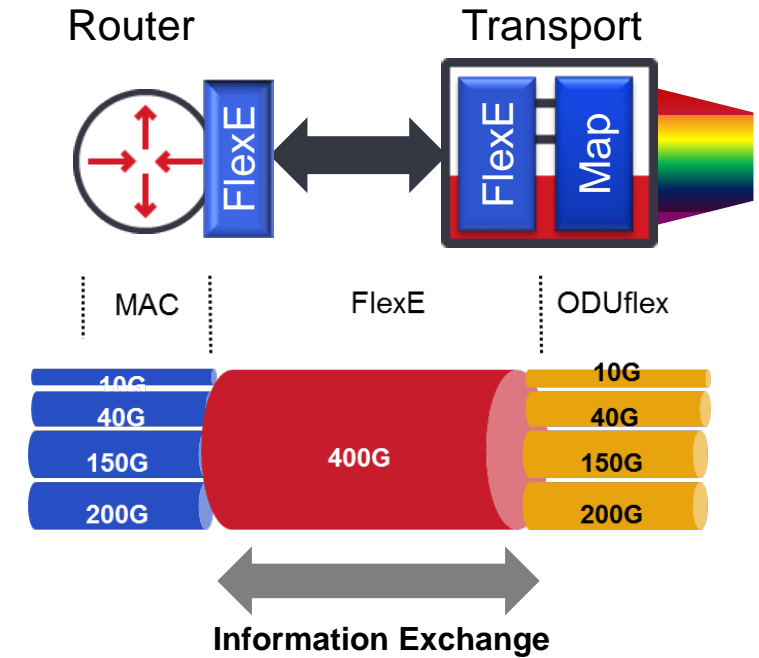 Router
Transport
FlexE
FlexE
Map
MAC
FlexE
ODUflex
10G
10G
40G
40G
150G
400G
150G
200G
200G
Information Exchange